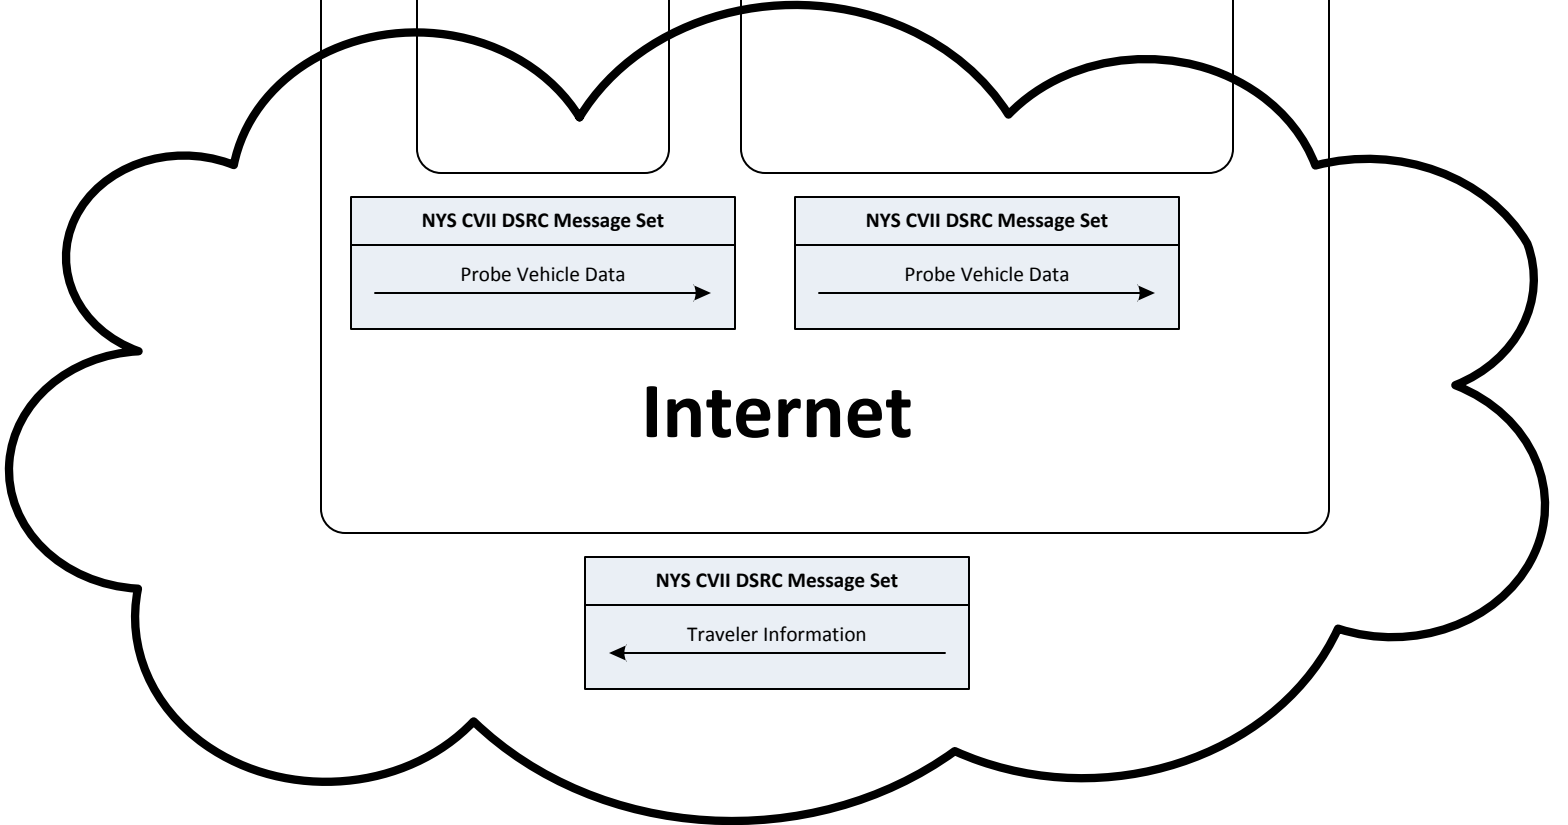 NYS CVII DSRC Message Set
Probe Vehicle Data
NYS CVII DSRC Message Set
Probe Vehicle Data
Internet
NYS CVII DSRC Message Set
Traveler Information